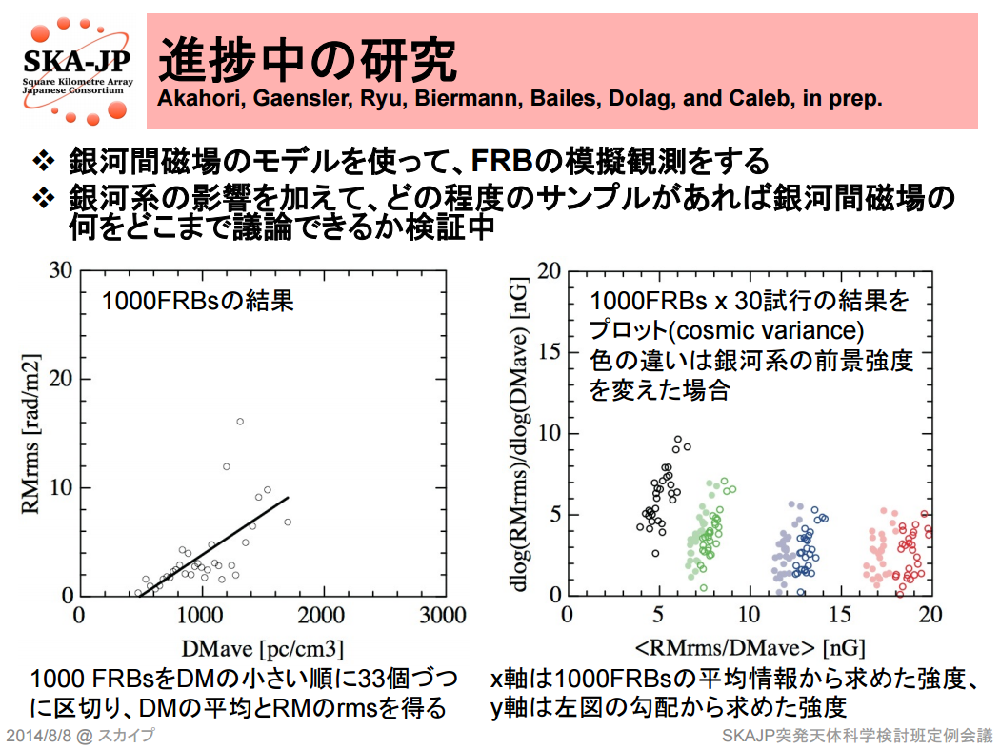 SKA-JP
Square Kilometre Array
Japanese Consortium
進捗中の研究
Akahori, Gaensler, Ryu, Biermann, Bailes, Dolag, and Caleb, in prep.
❖ 銀河間磁場のモデルを使って、FRBの模擬観測をする
❖ 銀河系の影響を加えて、どの程度のサンプルがあれば銀河間磁場の
何をどこまで議論できるか検証中
30
20
10
0
RMrms [rad/m2]
1000FRBsの結果
0
1000
2000
3000
DMave [pc/cm3]
1000 FRBsをDMの小さい順に33個づつ
に区切り、DMの平均とRMのrmsを得る
20
15
10
5
0
dlog(RMrms)/dlog(DMave) [nG]
1000FRBs x 30試行の結果を
プロット(cosmic variance)
色の違いは銀河系の前景強度
を変えた場合
0
5
10
15
20
<RMrms/DMave> [nG]
x軸は1000FRBsの平均情報から求めた強度、
y軸は左図の勾配から求めた強度
2014/8/8 @ スカイプ
SKAJP突発天体科学検討班定例会議